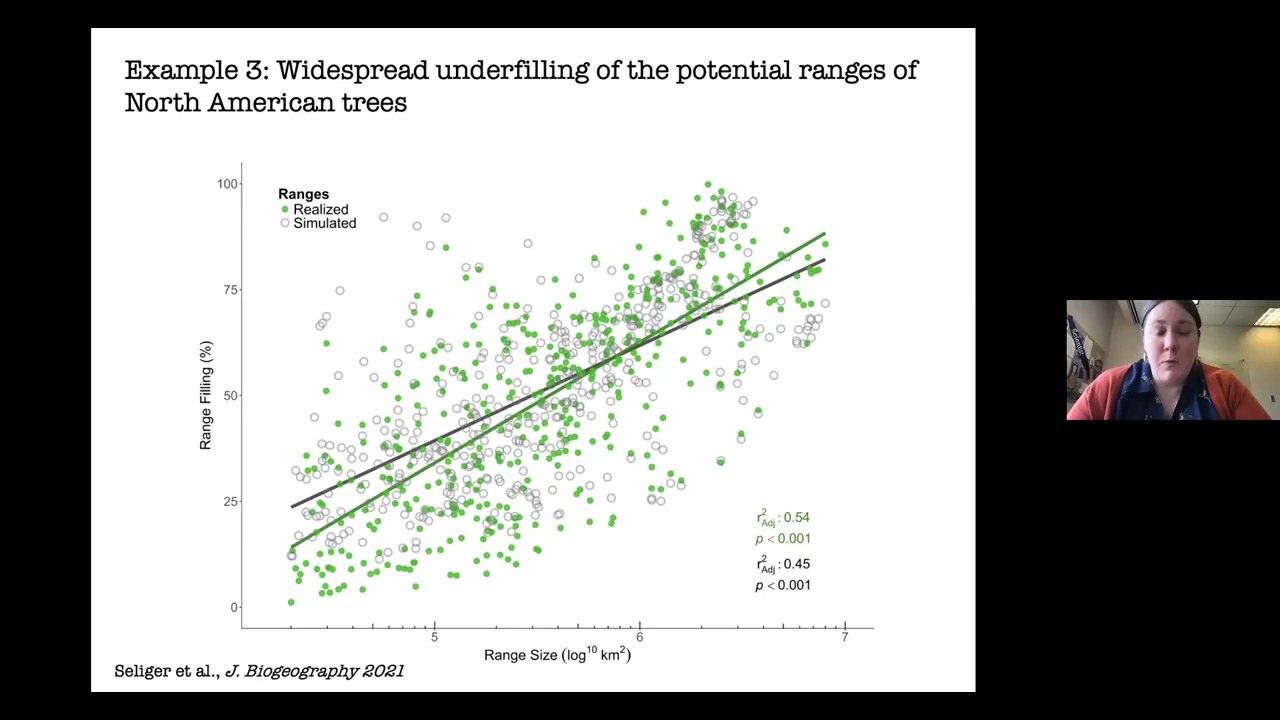 Example 3: Widespread underfilling of the potential ranges of
North American trees
Ranges
Realized
Simulated
100
75
50
25
0
Range Filling (%)
r²Adj : 0.54
p < 0.001
r²Adj : 0.45
p < 0.001
5 6 7
Range Size (log¹⁰ km²)
Seliger et al., J. Biogeography 2021